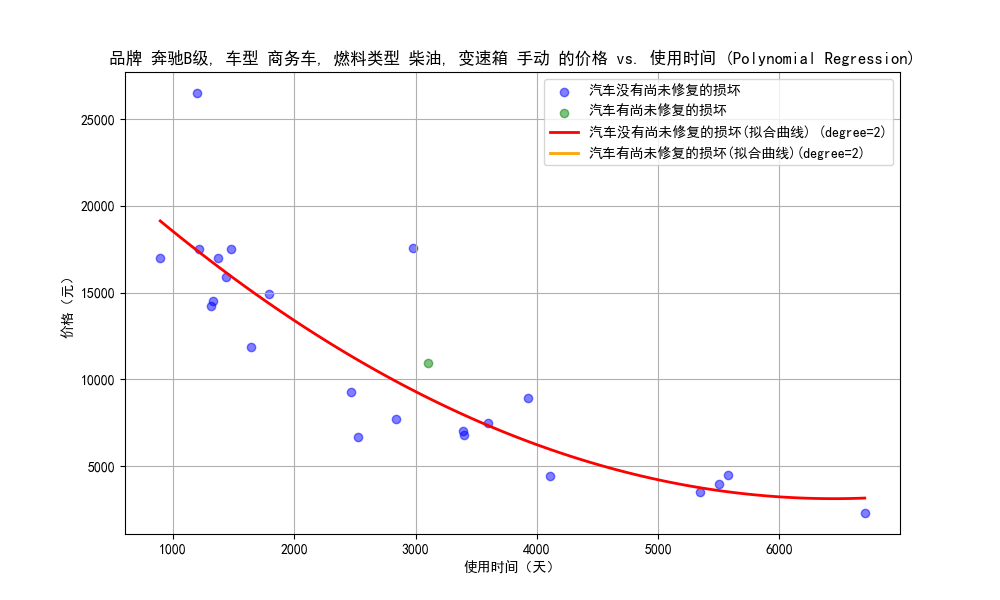 品牌 奔驰B级, 车型 商务车, 燃料类型 柴油, 变速箱 手动 的价格 vs. 使用时间 (Polynomial Regression)
汽车没有尚未修复的损坏
汽车有尚未修复的损坏
汽车没有尚未修复的损坏(拟合曲线) (degree=2)
汽车有尚未修复的损坏(拟合曲线)(degree=2)
价格（元）
25000
20000
15000
10000
5000
1000 2000 3000 4000 5000 6000
使用时间（天）